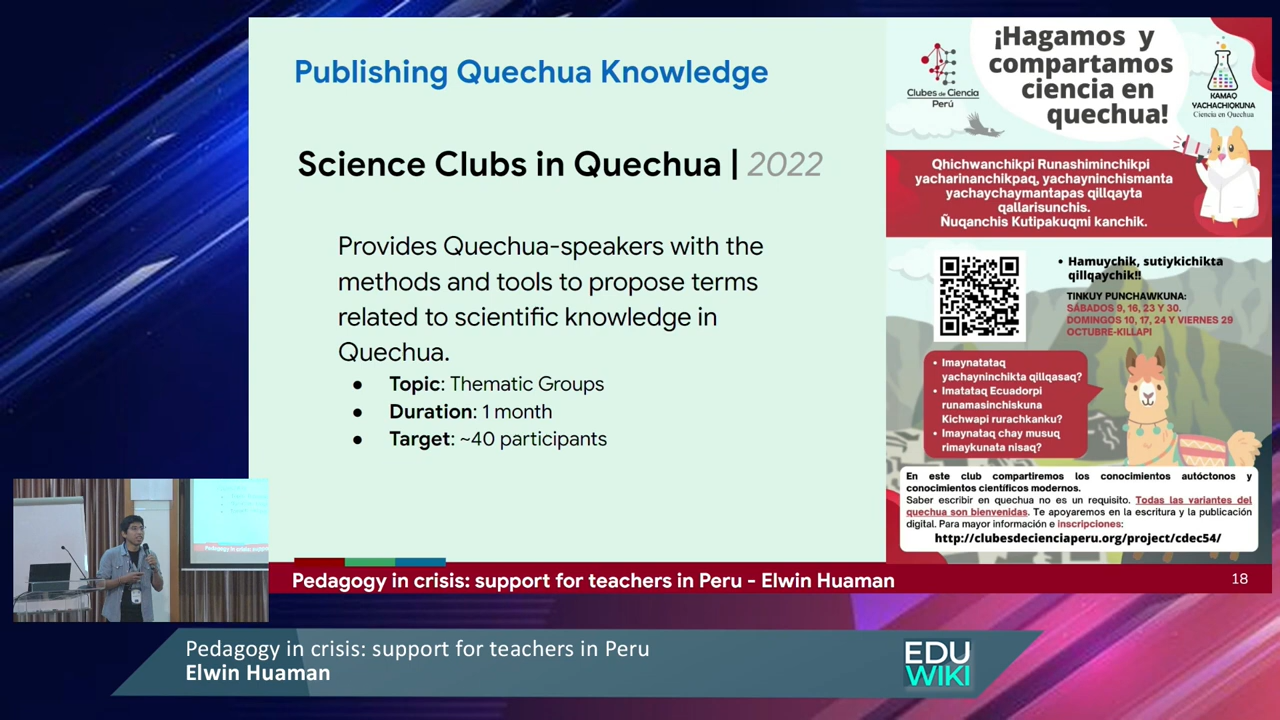 Publishing Quechua Knowledge
Science Clubs in Quechua | 2022
Provides Quechua-speakers with the
methods and tools to propose terms
related to scientific knowledge in
Quechua.
● Topic: Thematic Groups
● Duration: 1 month
● Target: ~40 participants
Clubes de Ciencia
Perú
¡Hagamos y
compartamos
ciencia en
quechua!
KAMAQ
YACHACHIQKUNA
Ciencia en Quechua
Qhichwanchikpi Runashiminchikpi
yacharinanchikpaq, yachayninchismanta
yachaychaymantapas qillqayta
qallarisunchis.
Ñuqanchis Kutipakuqmi kanchik.
• Hamuychik, sutiykichikta
qillqaychik!!
TINKUY PUNCHAWKUNA:
SÁBADOS 9, 16, 23 Y 30.
DOMINGOS 10, 17, 24 Y VIERNES 29
OCTUBRE-KILLAPI
• Imaynatataq
yachayninchikta qillqasaq?
• Imatataq Ecuadorpi
runamasinchiskuna
Kichwapi rurachkanku?
• Imaynataq chay musuq
rimaykunata nisaq?
En este club compartiremos los conocimientos autóctonos y
conocimientos científicos modernos.
Saber escribir en quechua no es un requisito. Todas las variantes del
quechua son bienvenidas. Te apoyaremos en la escritura y la publicación
digital. Para mayor información e inscripciones:
http://clubesdecienciaperu.org/project/cdec54/
Pedagogy in crisis: support for teachers in Peru - Elwin Huaman
18
Pedagogy in crisis: support for teachers in Peru
Elwin Huaman
EDU
WIKI